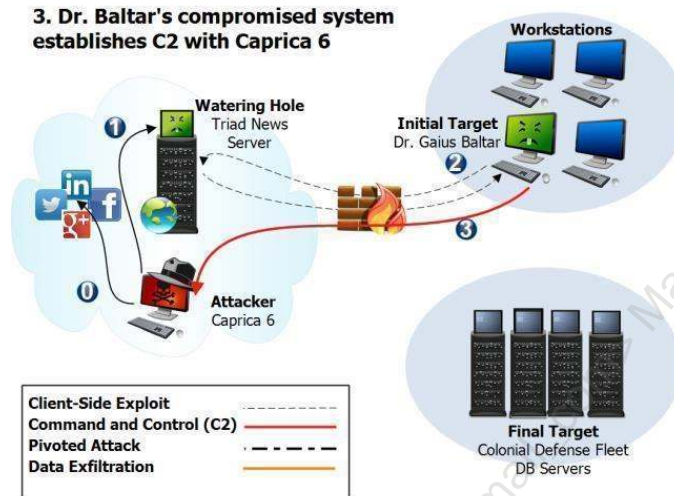 3. Dr. Baltar's compromised system
establishes C2 with Caprica 6
Workstations
Watering Hole
Triad News
Server
Initial Target
Dr. Gaius Baltar
1
2
in
f
g+
3
0
Attacker
Caprica 6
Client-Side Exploit
Command and Control (C2)
Pivoted Attack
Data Exfiltration
Final Target
Colonial Defense Fleet
DB Servers